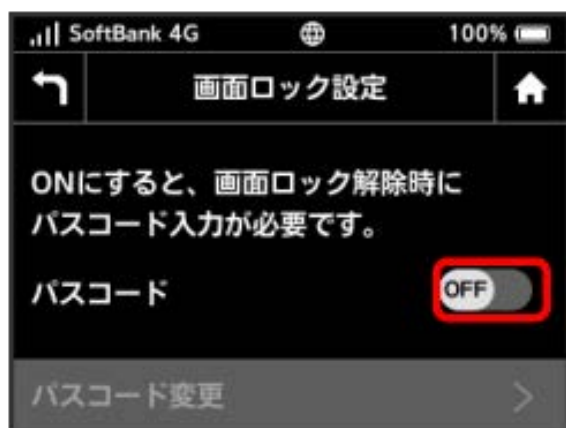 SoftBank 4G 100%
画面ロック設定
ONにすると、画面ロック解除時に
パスコード入力が必要です。
パスコード OFF
パスコード変更